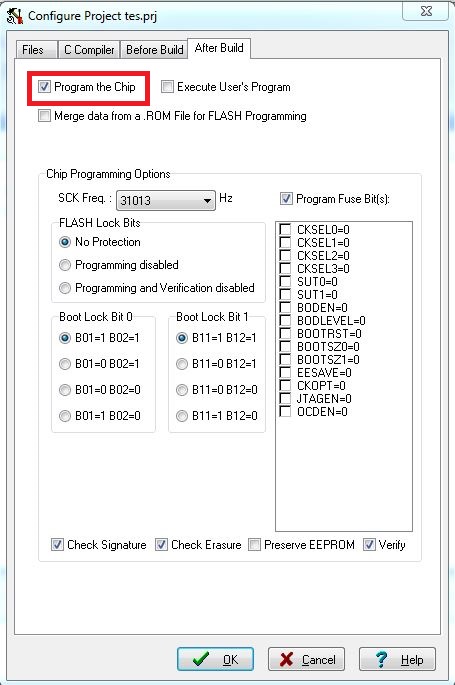 Configure Project tes.prj
Files C Compiler Before Build After Build
Program the Chip Execute User's Program
Merge data from a .ROM File for FLASH Programming
Chip Programming Options
SCK Freq. : 31013 Hz Program Fuse Bit(s):
FLASH Lock Bits
No Protection
Programming disabled
Programming and Verification disabled
Boot Lock Bit 0
B01=1 B02=1
B01=0 B02=1
B01=0 B02=0
B01=1 B02=0
Boot Lock Bit 1
B11=1 B12=1
B11=0 B12=1
B11=0 B12=0
B11=1 B12=0
CKSEL0=0
CKSEL1=0
CKSEL2=0
CKSEL3=0
SUT0=0
SUT1=0
BODEN=0
BODLEVEL=0
BOOTRST=0
BOOTSZ0=0
BOOTSZ1=0
EESAVE=0
CKOPT=0
JTAGEN=0
OCDEN=0
Check Signature Check Erasure Preserve EEPROM Verify
OK Cancel ? Help